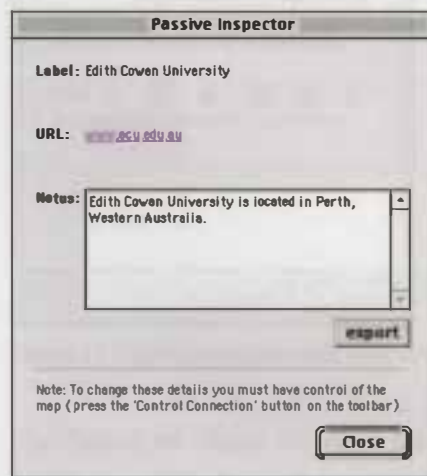 Passive Inspector
Label: Edith Cowan University
URL: www.ecu.edu.au
Notes: Edith Cowan University is located in Perth,
Western Australia.
export
Note: To change these details you must have control of the
map (press the 'Control Connection' button on the toolbar)
Close